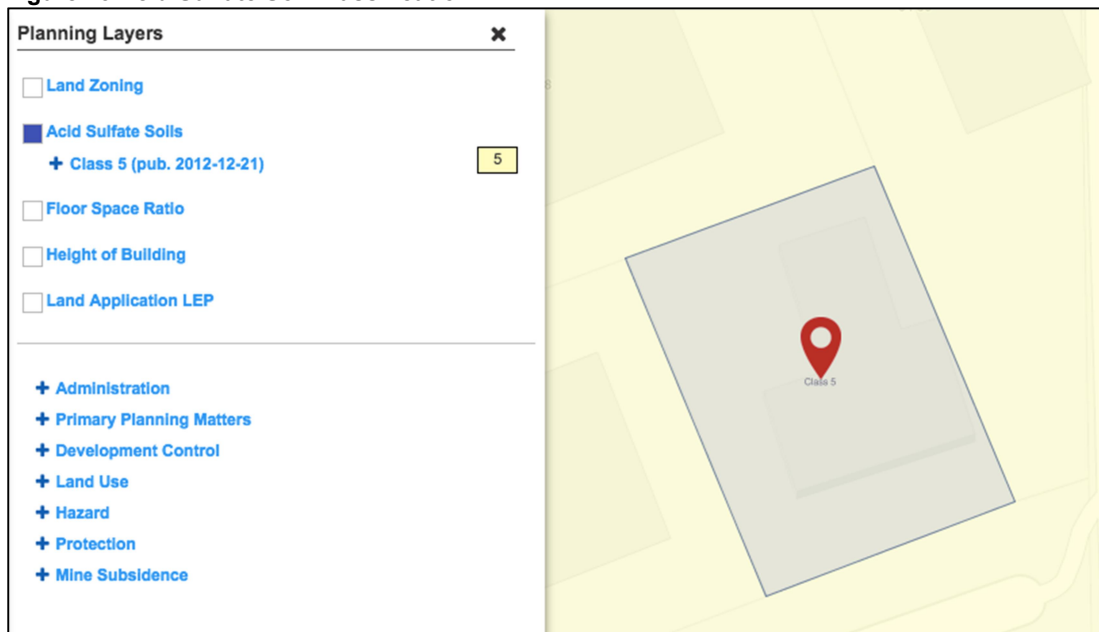 Planning Layers
Land Zoning
Acid Sulfate Soils
Class 5 (pub. 2012-12-21)
5
Floor Space Ratio
Height of Building
Land Application LEP
Administration
Primary Planning Matters
Development Control
Land Use
Hazard
Protection
Mine Subsidence
Class 5